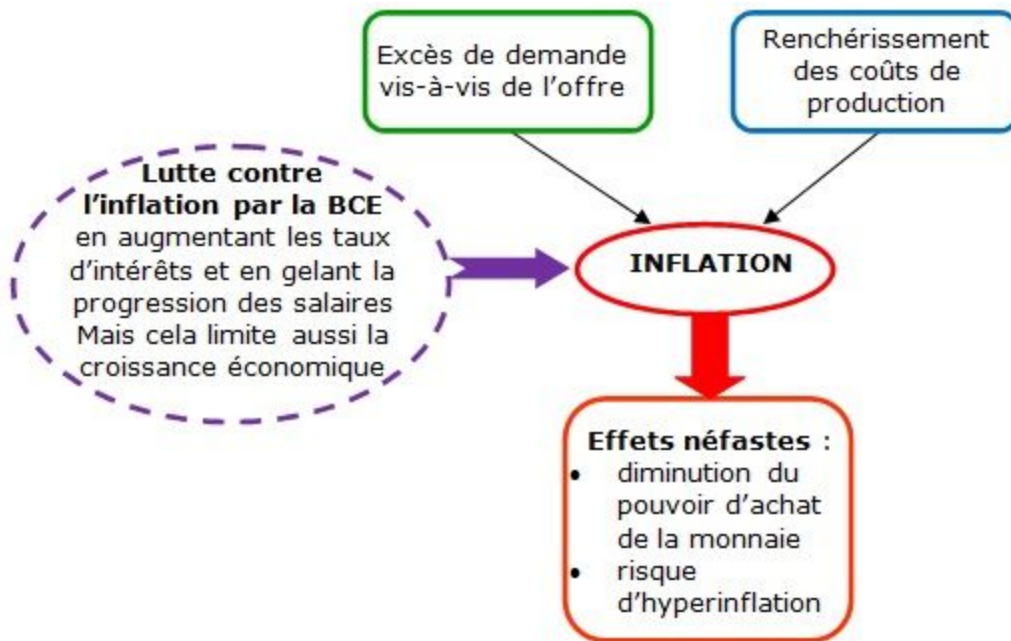 Excès de demande
vis-à-vis de l'offre
Renchérissement
des coûts de
production
Lutte contre
l'inflation par la BCE
en augmentant les taux
d'intérêts et en gelant la
progression des salaires
Mais cela limite aussi la
croissance économique
INFLATION
Effets néfastes :
• diminution du
pouvoir d'achat
de la monnaie
• risque
d'hyperinflation